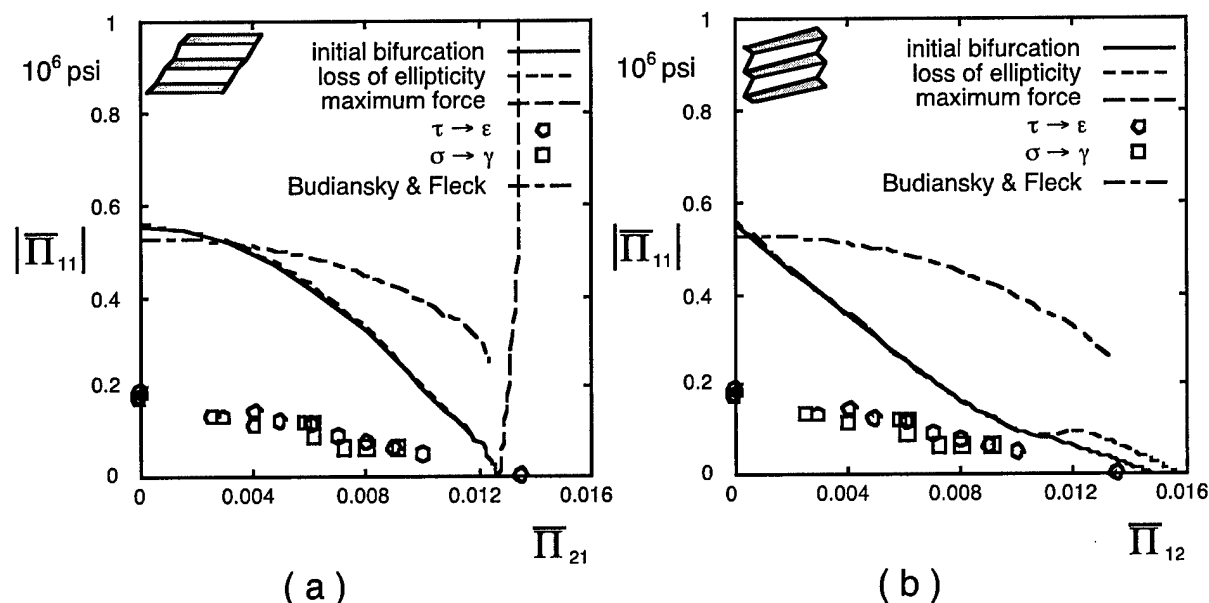 1
10⁶ psi
0.8
0.6
0.4
0.2
0
|Π̅₁₁|
initial bifurcation
loss of ellipticity
maximum force
τ → ε
σ → γ
Budiansky & Fleck
0 0.004 0.008 0.012 0.016
Π̅₂₁
( a )
1
10⁶ psi
0.8
0.6
0.4
0.2
0
|Π̅₁₁|
initial bifurcation
loss of ellipticity
maximum force
τ → ε
σ → γ
Budiansky & Fleck
0 0.004 0.008 0.012 0.016
Π̅₁₂
( b )